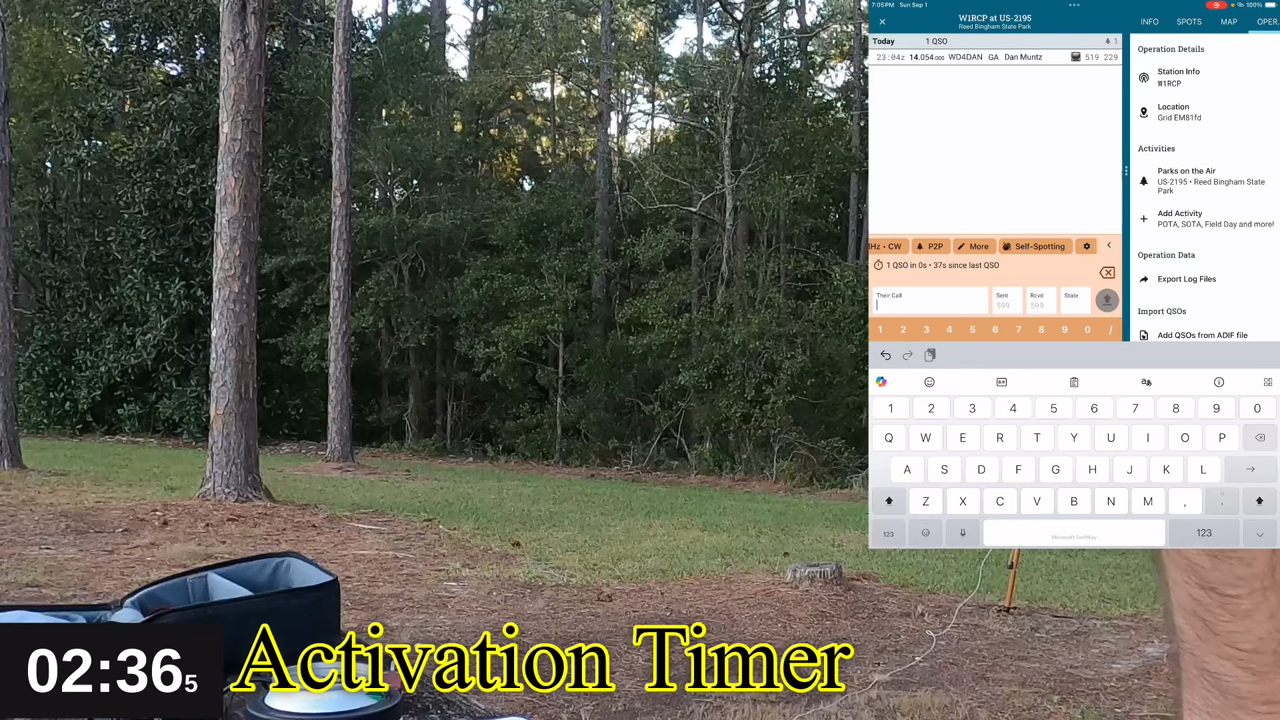 7:05 PM Sun Sep 1
100%
W1RCP at US-2195
Reed Bingham State Park
INFO SPOTS MAP OPER
Today 1 QSO 1
23:04z 14.054.000 WD4DAN GA Dan Muntz 519 229
Operation Details
Station Info
W1RCP
Location
Grid EM81fd
Activities
Parks on the Air
US-2195 • Reed Bingham State
Park
Add Activity
POTA, SOTA, Field Day and more!
Operation Data
Export Log Files
Import QSOs
Add QSOs from ADIF file
Hz • CW P2P More Self-Spotting
1 QSO in 0s • 37s since last QSO
Their Call Sent Rcvd State
599 599
1 2 3 4 5 6 7 8 9 0 /
1 2 3 4 5 6 7 8 9 0
Q W E R T Y U I O P
A S D F G H J K L
Z X C V B N M ,
123 Microsoft SwiftKey 123
02:36 5
Activation Timer